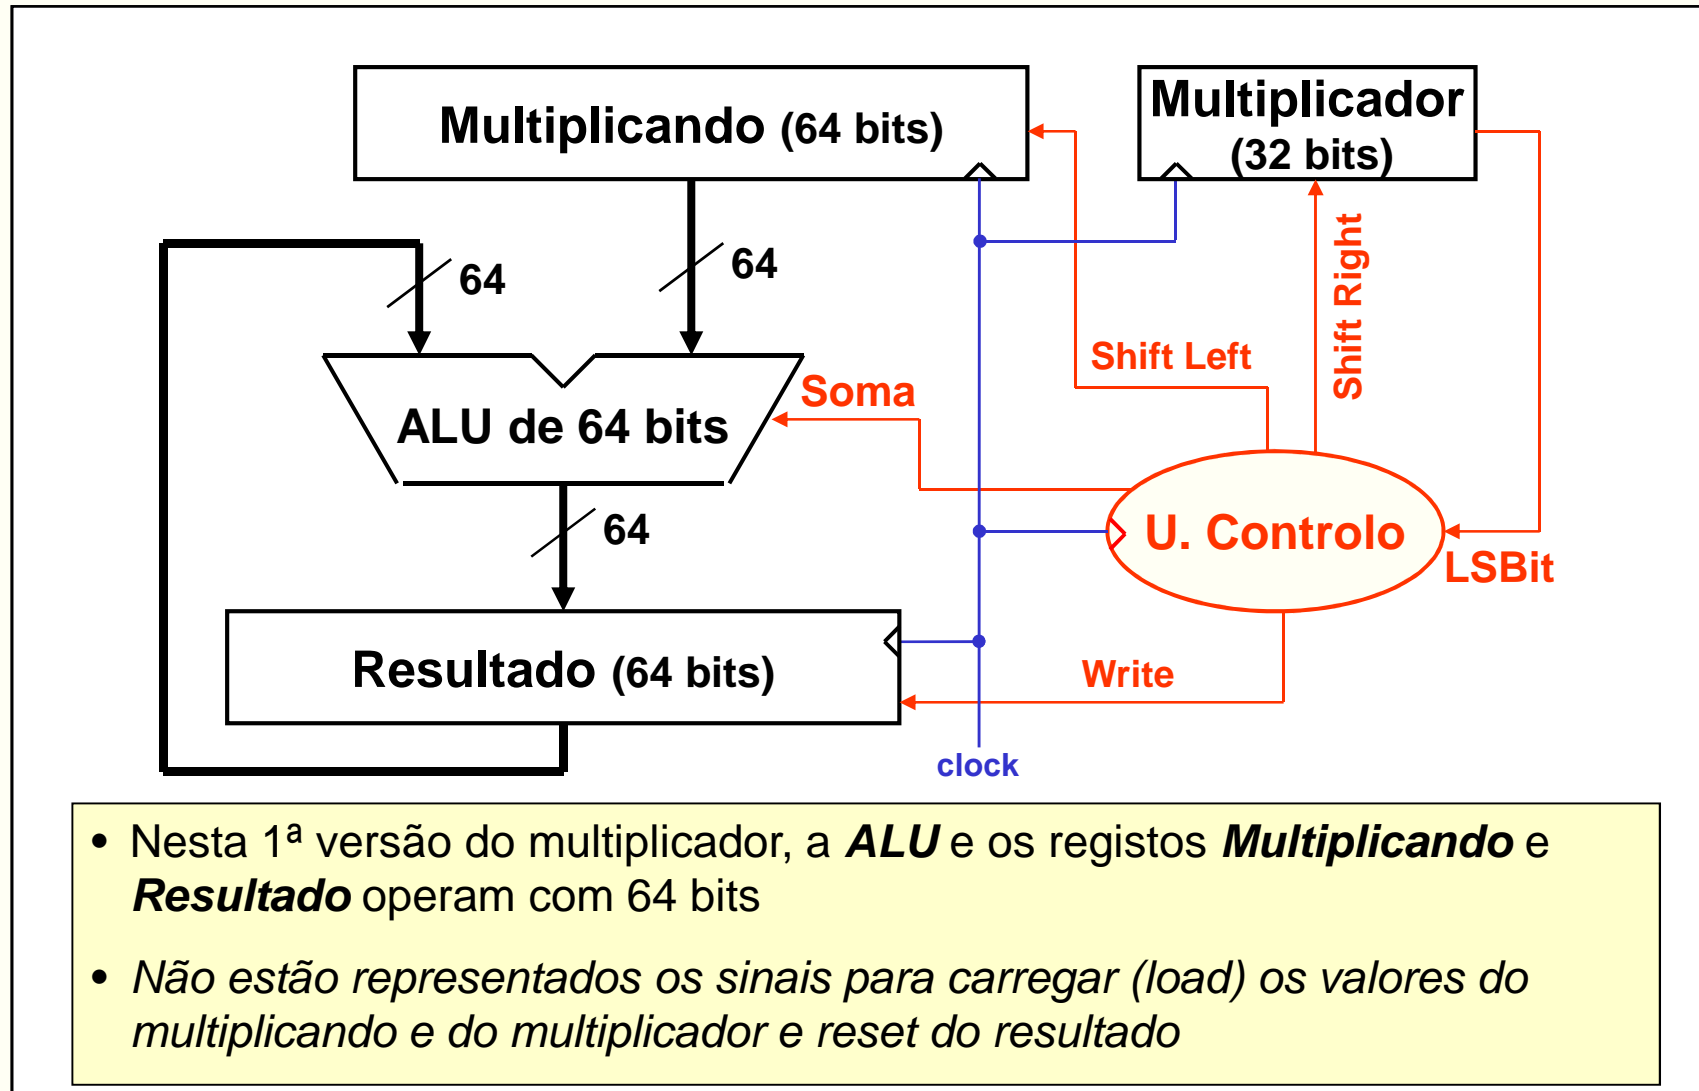 Multiplicando (64 bits)
Multiplicador
(32 bits)
64
64
Shift Left
Shift Right
Soma
ALU de 64 bits
64
U. Controlo
LSBit
Resultado (64 bits)
Write
clock
• Nesta 1ª versão do multiplicador, a ALU e os registos Multiplicando e
Resultado operam com 64 bits
• Não estão representados os sinais para carregar (load) os valores do
multiplicando e do multiplicador e reset do resultado